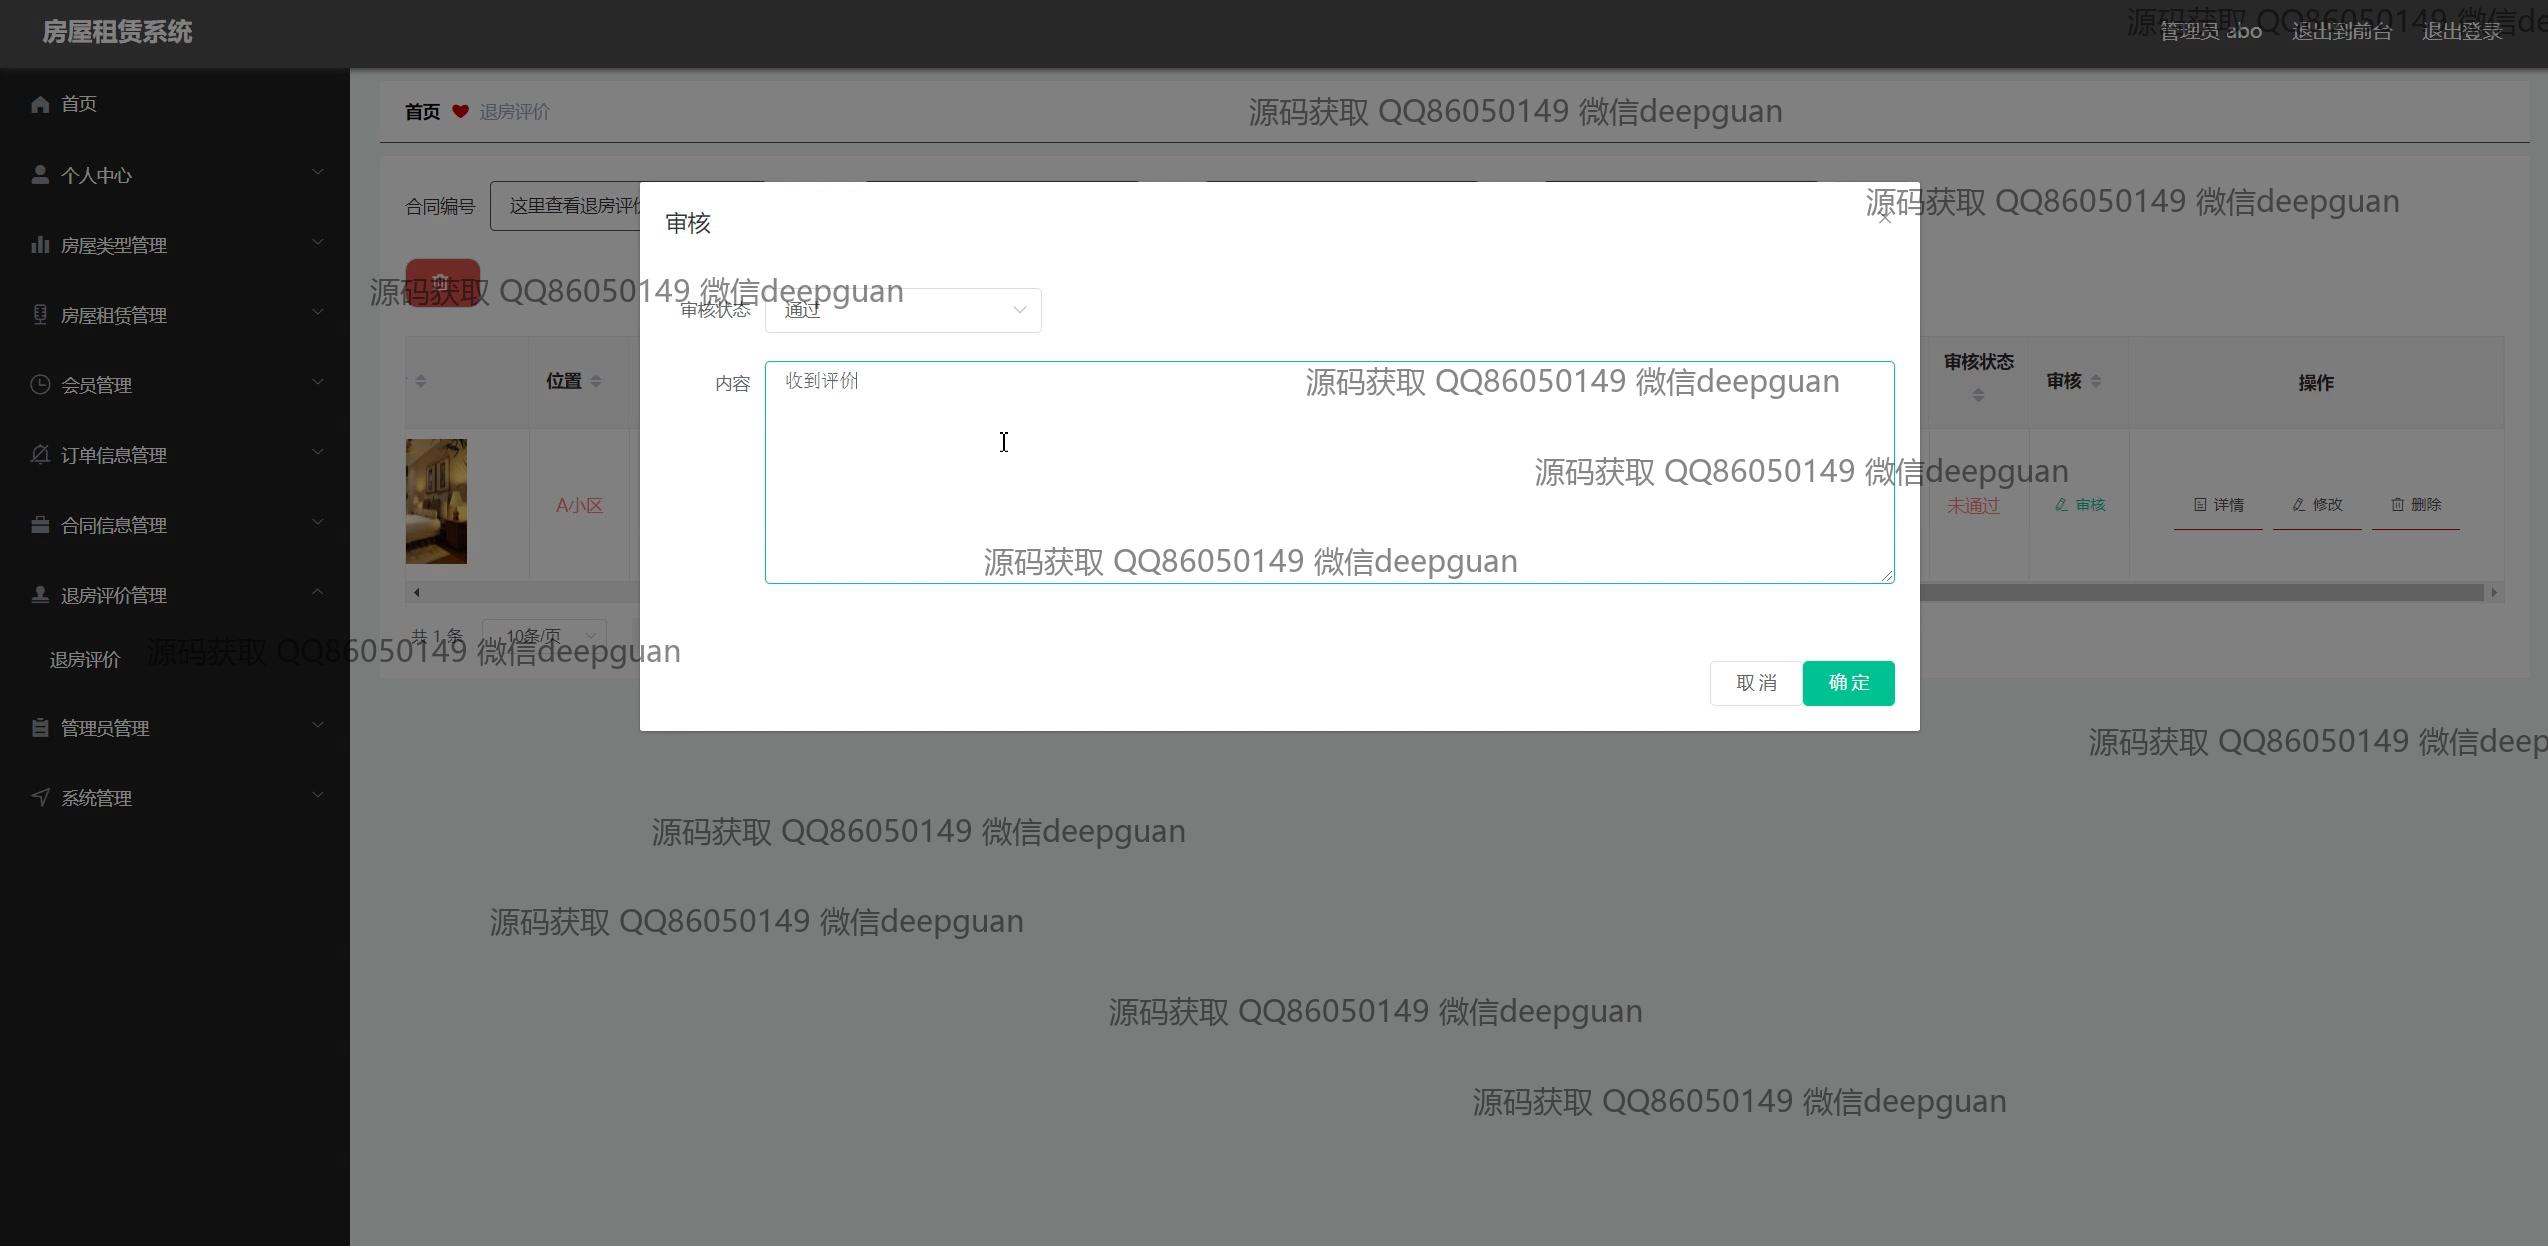 房屋租赁系统
源码获取 QQ86050149 微信de
管理员 abo 退出到前台 退出登录
首页
首页 退房评价
源码获取 QQ86050149 微信deepguan
个人中心
合同编号 这里查看退房评价
审核
源码获取 QQ86050149 微信deepguan
房屋类型管理
源码获取 QQ86050149 微信deepguan
审核状态 通过
房屋租赁管理
位置
内容 收到评价
源码获取 QQ86050149 微信deepguan
审核状态 审核 操作
会员管理
订单信息管理
源码获取 QQ86050149 微信deepguan
A小区
未通过 审核 详情 修改 删除
合同信息管理
源码获取 QQ86050149 微信deepguan
退房评价管理
共 1 条 10条/页
退房评价
源码获取 QQ86050149 微信deepguan
取消 确定
管理员管理
源码获取 QQ86050149 微信deep
系统管理
源码获取 QQ86050149 微信deepguan
源码获取 QQ86050149 微信deepguan
源码获取 QQ86050149 微信deepguan
源码获取 QQ86050149 微信deepguan